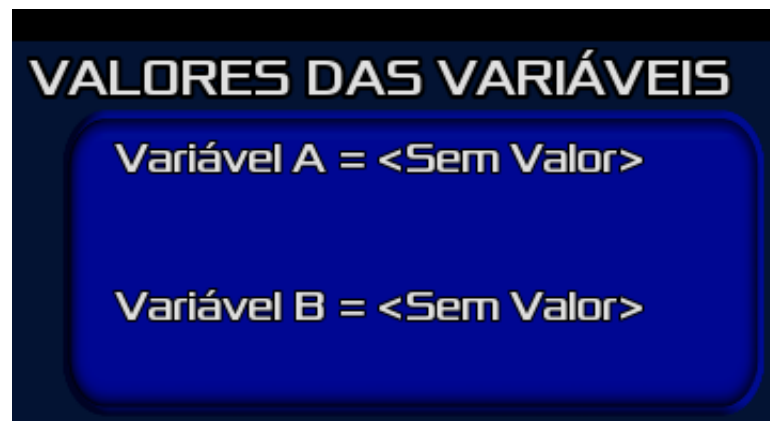 VALORES DAS VARIÁVEIS
Variável A = <Sem Valor>
Variável B = <Sem Valor>